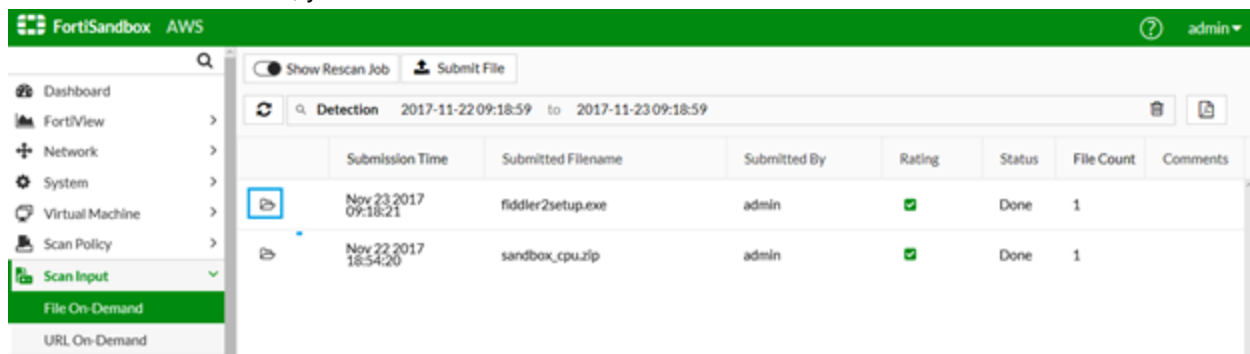 FortiSandbox AWS
admin
Show Rescan Job Submit File
Dashboard
Detection 2017-11-22 09:18:59 to 2017-11-23 09:18:59
FortiView
Network
Submission Time Submitted Filename Submitted By Rating Status File Count Comments
System
Virtual Machine
Nov 23 2017
09:18:21 fiddler2setup.exe admin Done 1
Scan Policy
Nov 22 2017
18:54:20 sandbox_cpu.zip admin Done 1
Scan Input
File On-Demand
URL On-Demand